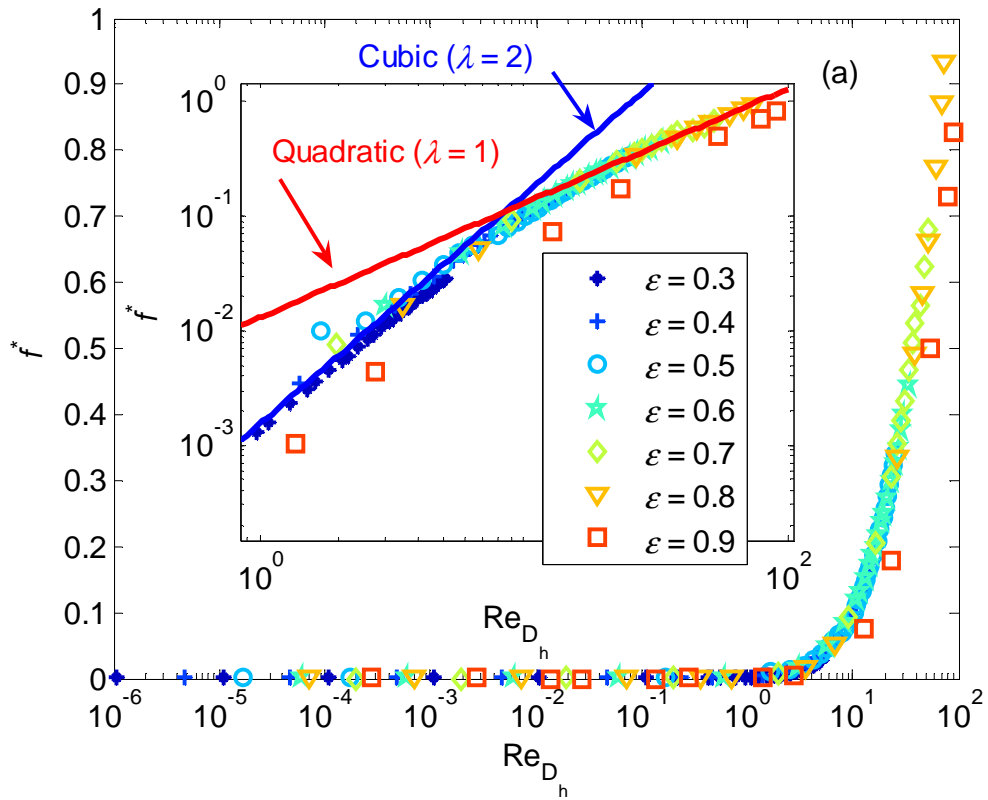 (a)
Cubic (λ = 2)
Quadratic (λ = 1)
1
0.9
0.8
0.7
0.6
0.5
0.4
0.3
0.2
0.1
0
f*
10^0
10^-1
10^-2
10^-3
f*
ε = 0.3
ε = 0.4
ε = 0.5
ε = 0.6
ε = 0.7
ε = 0.8
ε = 0.9
10^0
10^2
Re_D_h
10^-6
10^-5
10^-4
10^-3
10^-2
10^-1
10^0
10^1
10^2
Re_D_h